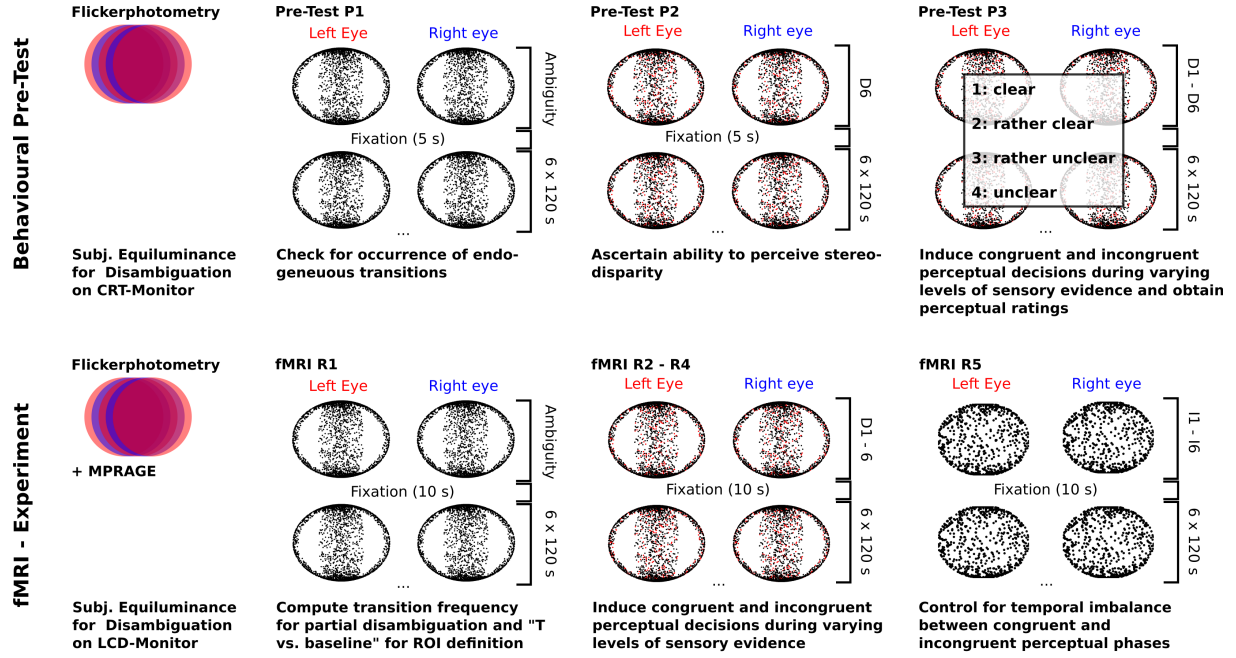 Behavioural Pre-Test
Flickerphotometry
Subj. Equiluminance
for Disambiguation
on CRT-Monitor
Pre-Test P1
Left Eye
Right eye
Ambiguity
Fixation (5 s)
6 x 120 s
...
Check for occurrence of endo-
geneuous transitions
Pre-Test P2
Left Eye
Right eye
D6
Fixation (5 s)
6 x 120 s
...
Ascertain ability to perceive stereo-
disparity
Pre-Test P3
Left Eye
Right eye
D1 - D6
1: clear
2: rather clear
3: rather unclear
4: unclear
6 x 120 s
...
Induce congruent and incongruent
perceptual decisions during varying
levels of sensory evidence and obtain
perceptual ratings
fMRI - Experiment
Flickerphotometry
+ MPRAGE
Subj. Equiluminance
for Disambiguation
on LCD-Monitor
fMRI R1
Left Eye
Right eye
Ambiguity
Fixation (10 s)
6 x 120 s
...
Compute transition frequency
for partial disambiguation and "T
vs. baseline" for ROI definition
fMRI R2 - R4
Left Eye
Right eye
D1 - 6
Fixation (10 s)
6 x 120 s
...
Induce congruent and incongruent
perceptual decisions during varying
levels of sensory evidence
fMRI R5
Left Eye
Right eye
I1 - I6
Fixation (10 s)
6 x 120 s
...
Control for temporal imbalance
between congruent and
incongruent perceptual phases